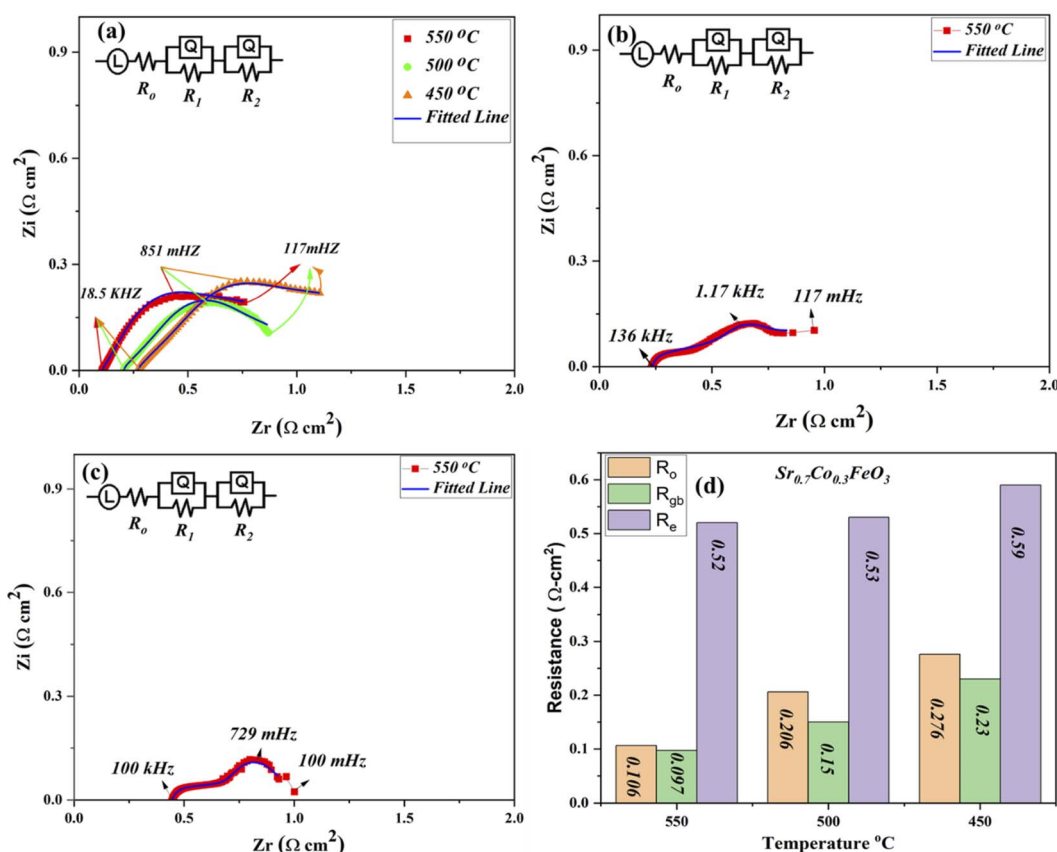 (a)
550 °C
500 °C
450 °C
Fitted Line
L
Q
Q
R₀
R₁
R₂
0.9
0.6
0.3
0.0
Zi (Ω cm²)
18.5 KHZ
851 mHZ
117mHZ
0.0
0.5
1.0
1.5
2.0
Zr (Ω cm²)
(b)
550 °C
Fitted Line
L
Q
Q
R₀
R₁
R₂
0.9
0.6
0.3
0.0
Zi (Ω cm²)
136 kHz
1.17 kHz
117 mHz
0.0
0.5
1.0
1.5
2.0
Zr (Ω cm²)
(c)
550 °C
Fitted Line
L
Q
Q
R₀
R₁
R₂
0.9
0.6
0.3
0.0
Zi (Ω cm²)
100 kHz
729 mHz
100 mHz
0.0
0.5
1.0
1.5
2.0
Zr (Ω cm²)
R₀
R_gb
Rₑ
Sr₀.₇Co₀.₃FeO₃
(d)
0.6
0.5
0.4
0.3
0.2
0.1
0.0
Resistance ( Ω-cm²)
0.106
0.097
0.52
0.206
0.15
0.53
0.276
0.23
0.59
550
500
450
Temperature °C